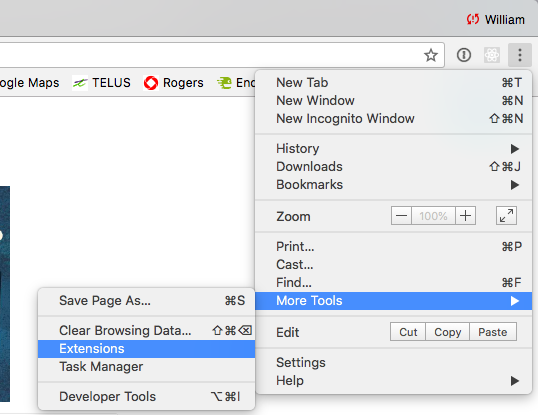 William
ogle Maps TELUS Rogers Enc
New Tab ⌘T
New Window ⌘N
New Incognito Window ⇧⌘N
History ▶
Downloads ⇧⌘J
Bookmarks ▶
Zoom — 100% +
Print... ⌘P
Cast...
Find... ⌘F
More Tools ▶
Edit Cut Copy Paste
Settings
Help ▶
Save Page As... ⌘S
Clear Browsing Data... ⇧⌘⌫
Extensions
Task Manager
Developer Tools ⌥⌘I